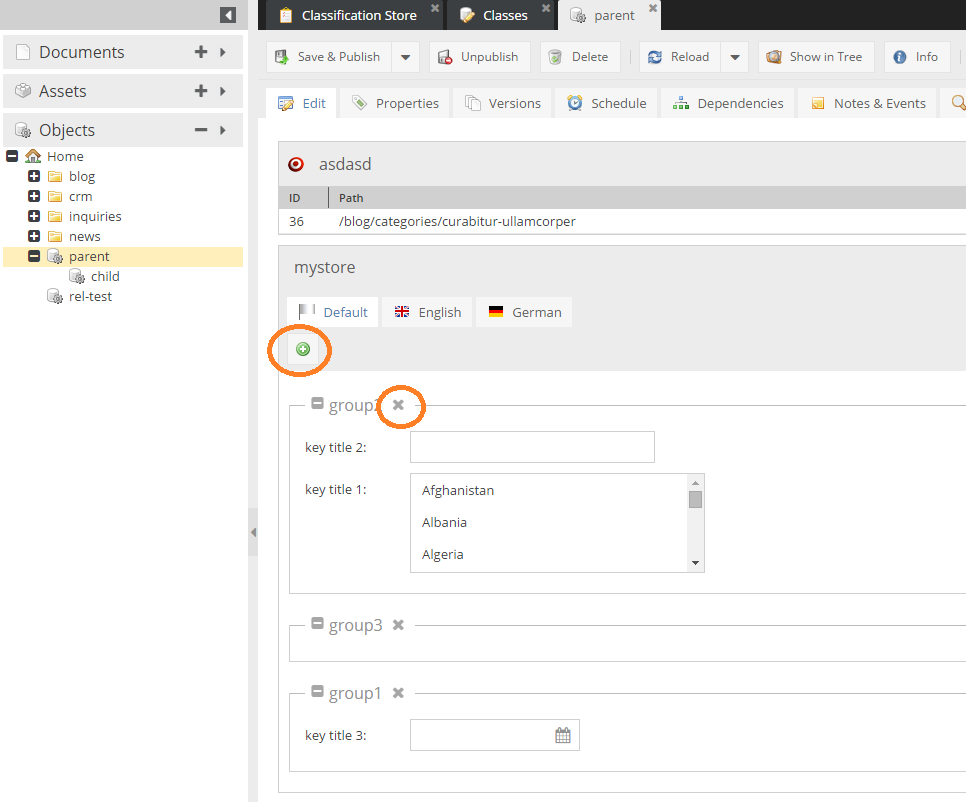 Classification Store Classes parent
Documents
Assets
Objects
Home
blog
crm
inquiries
news
parent
child
rel-test
Save & Publish Unpublish Delete Reload Show in Tree Info
Edit Properties Versions Schedule Dependencies Notes & Events
asdasd
ID Path
36 /blog/categories/curabitur-ullamcorper
mystore
Default English German
group2
key title 2:
key title 1:
Afghanistan
Albania
Algeria
group3
group1
key title 3: